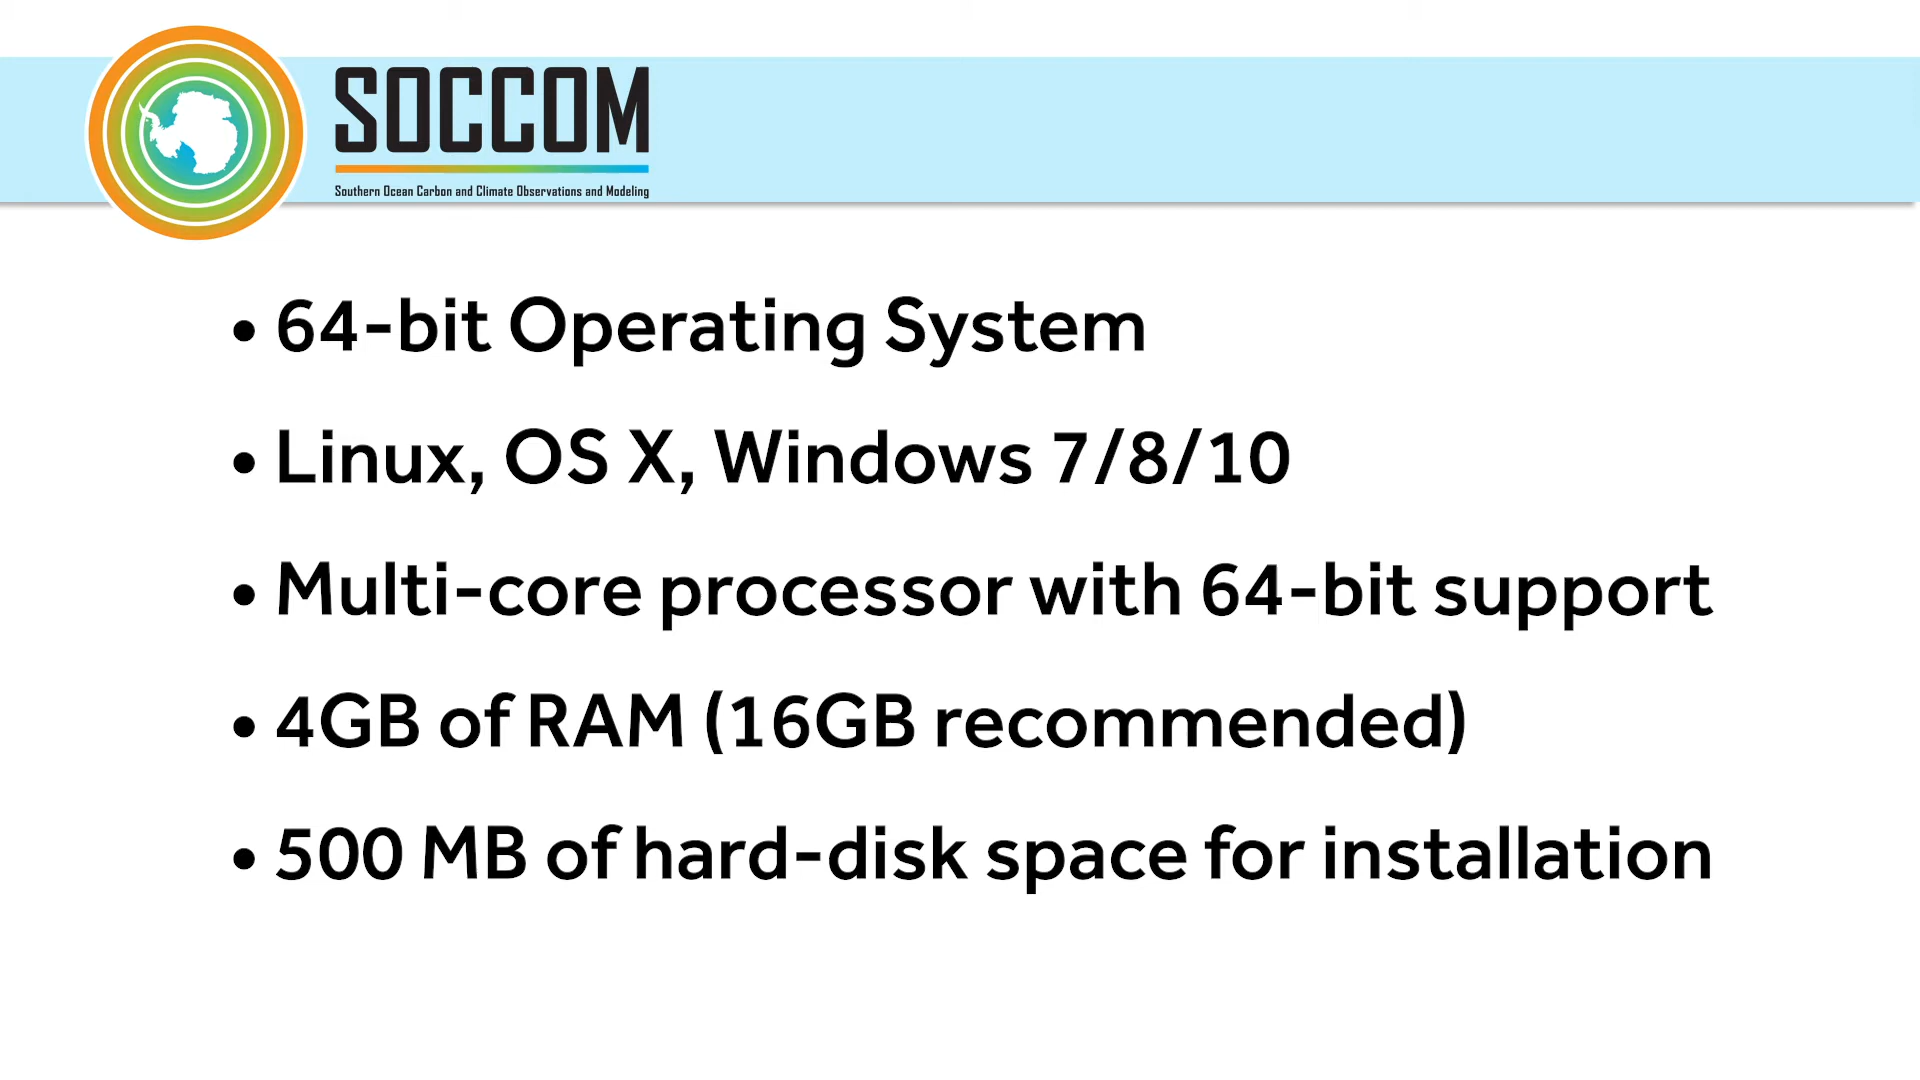 SOCCOM
Southern Ocean Carbon and Climate Observations and Modeling
• 64-bit Operating System
• Linux, OS X, Windows 7/8/10
• Multi-core processor with 64-bit support
• 4GB of RAM (16GB recommended)
• 500 MB of hard-disk space for installation